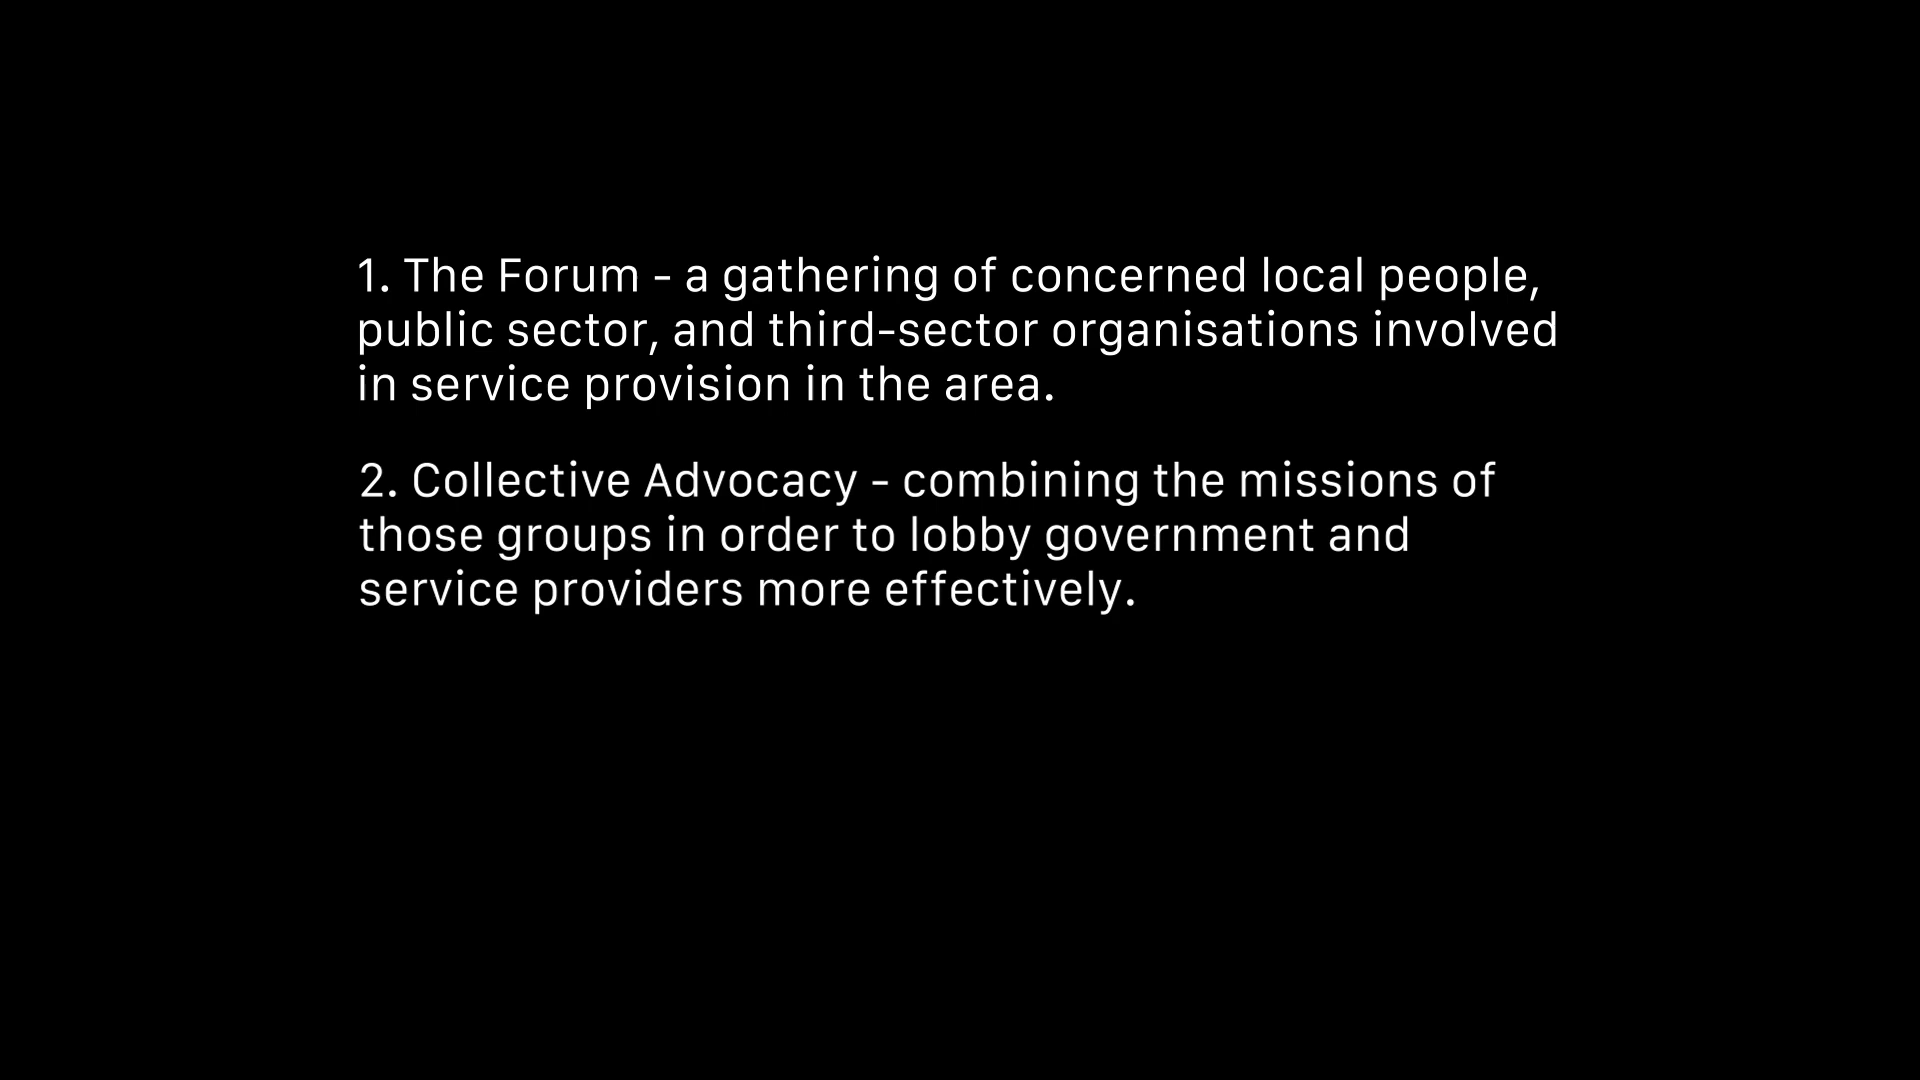 1. The Forum - a gathering of concerned local people,
public sector, and third-sector organisations involved
in service provision in the area.
2. Collective Advocacy - combining the missions of
those groups in order to lobby government and
service providers more effectively.